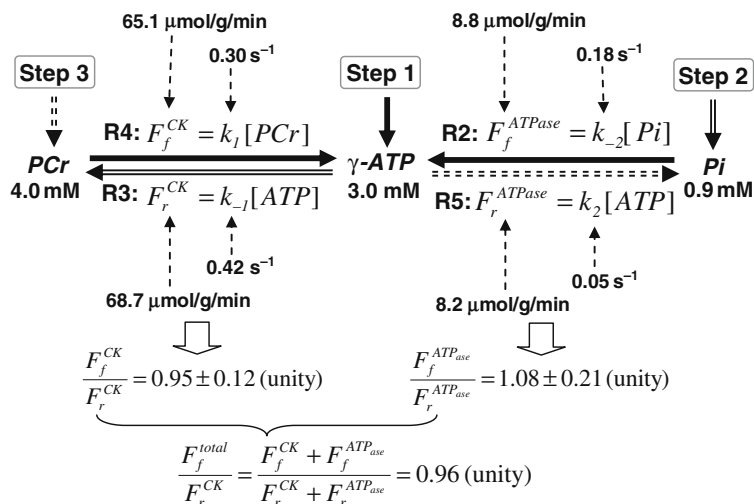 65.1 μmol/g/min
8.8 μmol/g/min
0.30 s⁻¹
0.18 s⁻¹
Step 3
Step 1
Step 2
R4: F_f^{CK} = k_1[PCr]
R2: F_f^{ATPase} = k_{-2}[Pi]
PCr
γ-ATP
Pi
4.0 mM
3.0 mM
0.9 mM
R3: F_r^{CK} = k_{-1}[ATP]
R5: F_r^{ATPase} = k_2[ATP]
0.42 s⁻¹
0.05 s⁻¹
68.7 μmol/g/min
8.2 μmol/g/min
F_f^{CK} / F_r^{CK} = 0.95 ± 0.12 (unity)
F_f^{ATPase} / F_r^{ATPase} = 1.08 ± 0.21 (unity)
F_f^{total} / F_r^{CK} = F_f^{CK} + F_f^{ATPase} / F_r^{CK} + F_r^{ATPase} = 0.96 (unity)